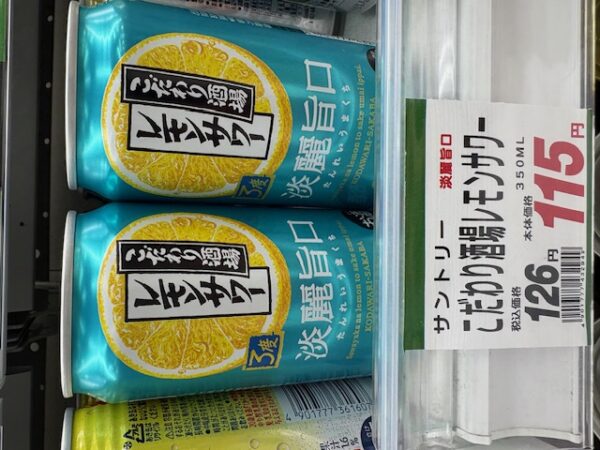 こだわり酒場
レモンサワー
淡麗旨口
たんれいうまくち
KODAWARI-SAKABA
3度
こだわり酒場
レモンサワー
淡麗旨口
たんれいうまくち
KODAWARI-SAKABA
3度
サントリー 淡麗旨口
こだわり酒場レモンサワー
350ML
税込価格 126円
本体価格 115円